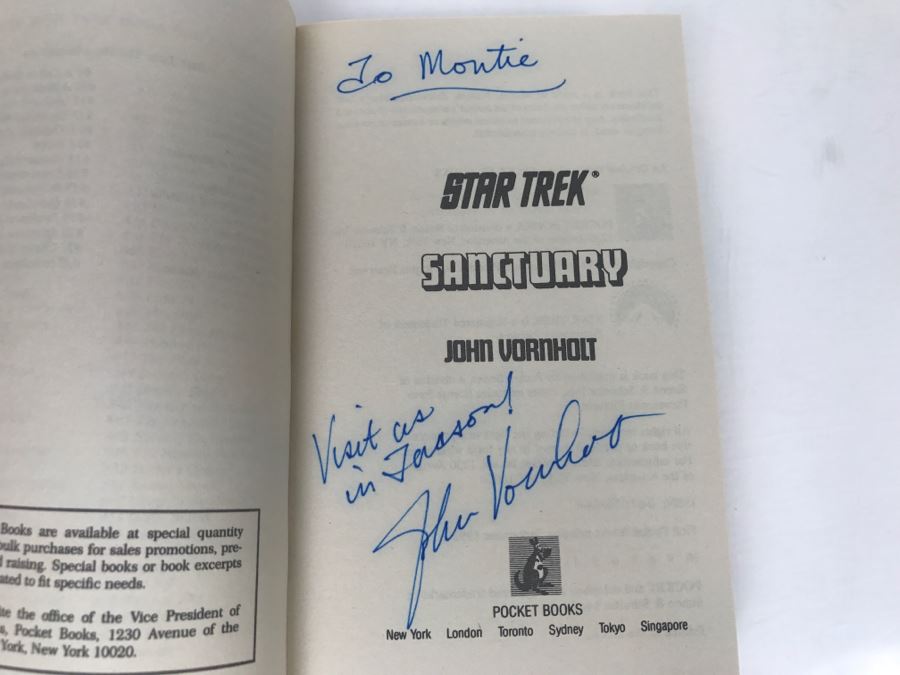 Books are available at special quantity
bulk purchases for sales promotions, pre-
raising. Special books or book excerpts
ated to fit specific needs.
ite the office of the Vice President of
s, Pocket Books, 1230 Avenue of the
York, New York 10020.
To Montie
STAR TREK®
SANCTUARY
JOHN VORNHOLT
Visit us
in Tucson!
John Vornholt
POCKET BOOKS
New York London Toronto Sydney Tokyo Singapore